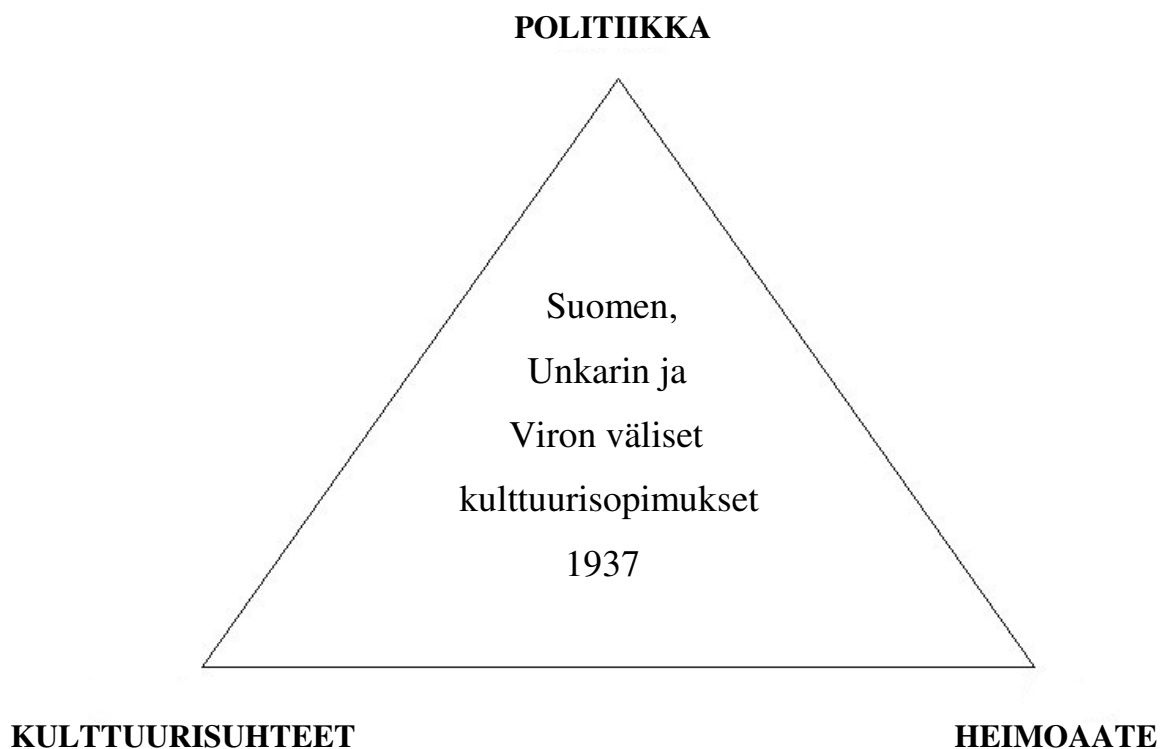 POLITIIKKA
Suomen,
Unkarin ja
Viron väliset
kulttuurisopimukset
1937
KULTTUURISUHTEET
HEIMOAATE